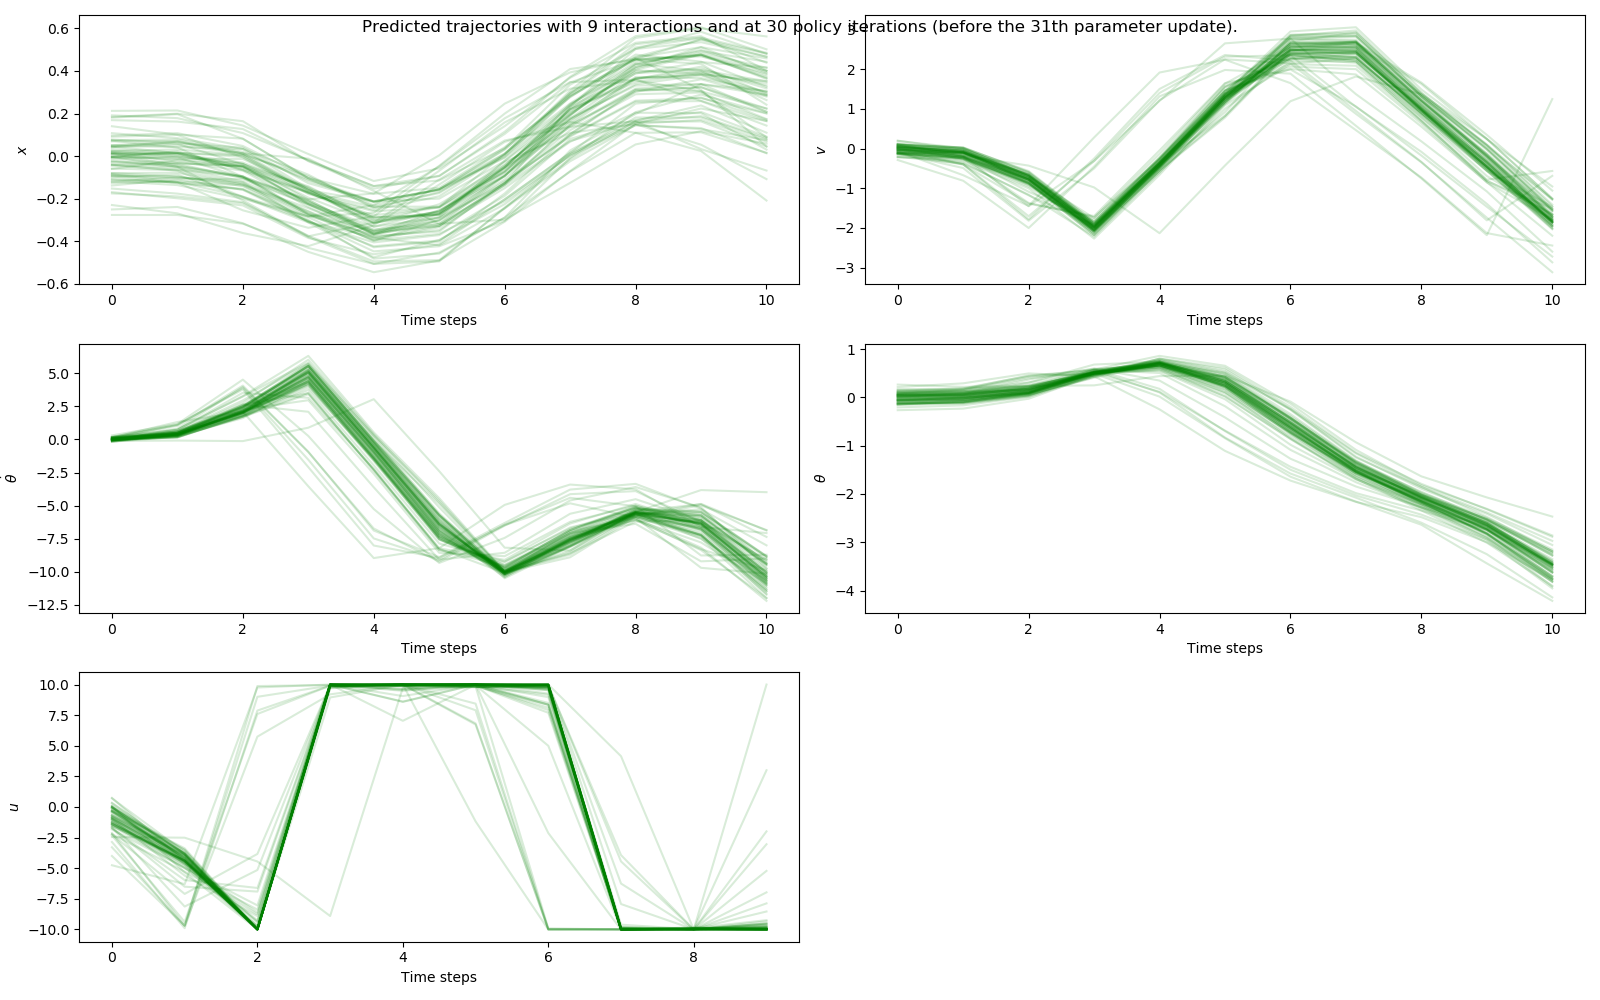 Predicted trajectories with 9 interactions and at 30 policy iterations (before the 31th parameter update).
0.6
0.4
0.2
0.0
−0.2
−0.4
−0.6
x
0 2 4 6 8 10
Time steps
3
2
1
0
−1
−2
−3
v
0 2 4 6 8 10
Time steps
5.0
2.5
0.0
−2.5
−5.0
−7.5
−10.0
−12.5
θ̇
0 2 4 6 8 10
Time steps
1
0
−1
−2
−3
−4
θ
0 2 4 6 8 10
Time steps
10.0
7.5
5.0
2.5
0.0
−2.5
−5.0
−7.5
−10.0
u
0 2 4 6 8
Time steps